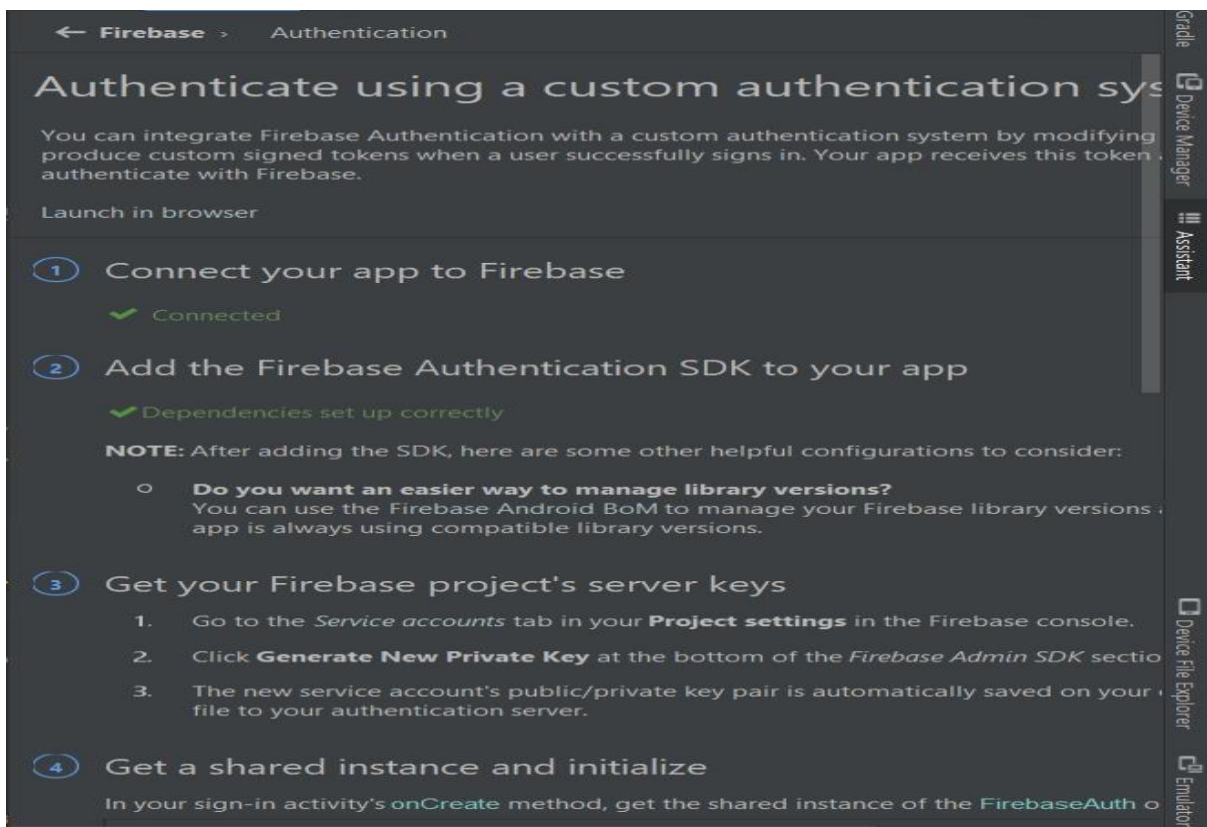 ← Firebase › Authentication
Authenticate using a custom authentication sys
You can integrate Firebase Authentication with a custom authentication system by modifying
produce custom signed tokens when a user successfully signs in. Your app receives this token
authenticate with Firebase.
Launch in browser
1 Connect your app to Firebase
✔ Connected
2 Add the Firebase Authentication SDK to your app
✔ Dependencies set up correctly
NOTE: After adding the SDK, here are some other helpful configurations to consider:
○ Do you want an easier way to manage library versions?
You can use the Firebase Android BoM to manage your Firebase library versions
app is always using compatible library versions.
3 Get your Firebase project's server keys
1. Go to the Service accounts tab in your Project settings in the Firebase console.
2. Click Generate New Private Key at the bottom of the Firebase Admin SDK sectio
3. The new service account's public/private key pair is automatically saved on your
file to your authentication server.
4 Get a shared instance and initialize
In your sign-in activity's onCreate method, get the shared instance of the FirebaseAuth o
Gradle
Device Manager
Assistant
Device File Explorer
Emulator